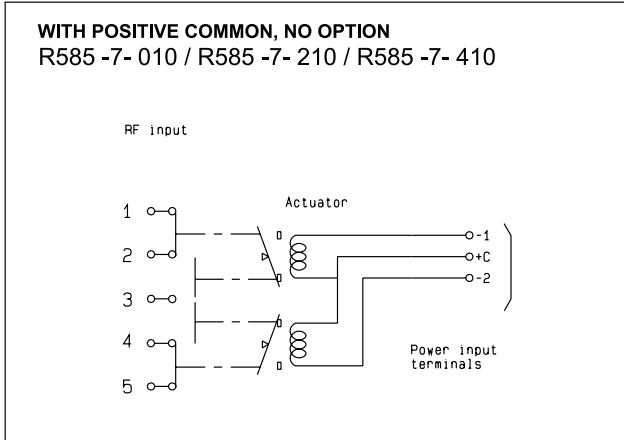 WITH POSITIVE COMMON, NO OPTION
R585 -7- 010 / R585 -7- 210 / R585 -7- 410
RF input
Actuator
1
2
3
4
5
-1
+C
-2
Power input
terminals